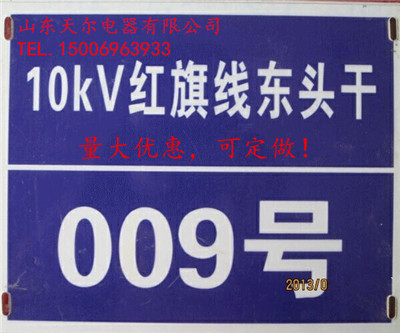 山东天尔电器有限公司
TEL.15006963933
10kV红旗线东头干
量大优惠，可定做！
009号
2013/0